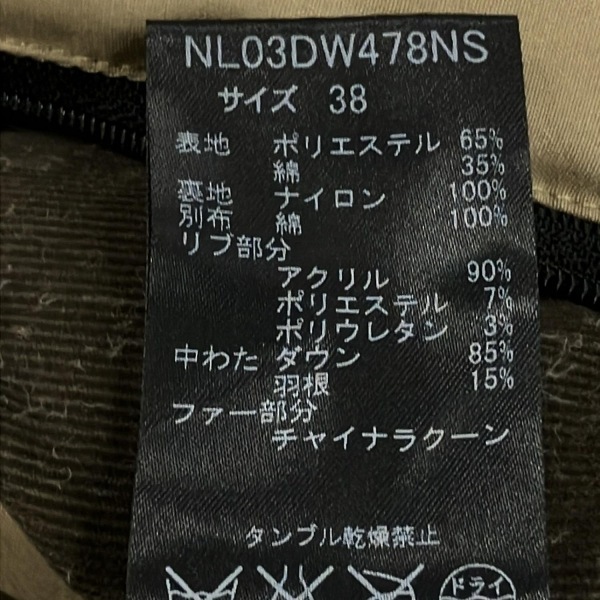 NL03DW478NS
サイズ 38
表地 ポリエステル 65%
綿 35%
裏地 ナイロン 100%
別布 綿 100%
リブ部分
アクリル 90%
ポリエステル 7%
ポリウレタン 3%
中わた ダウン 85%
羽根 15%
ファー部分
チャイナラクーン
タンブル乾燥禁止
ドライ